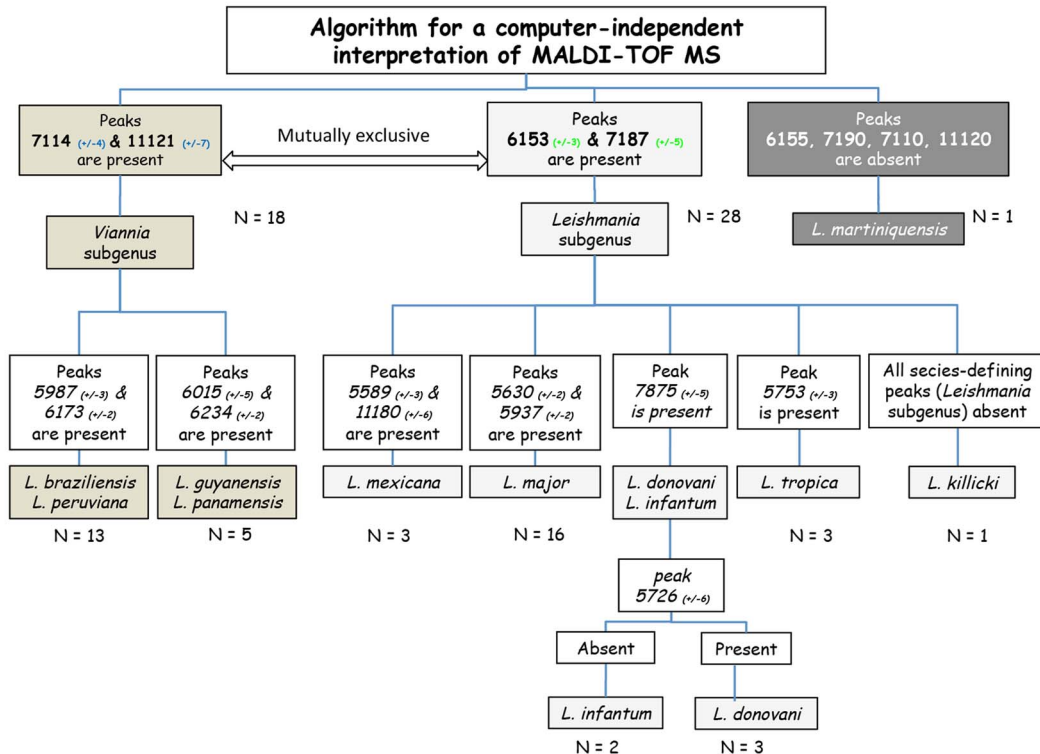 Algorithm for a computer-independent
interpretation of MALDI-TOF MS
Peaks
7114 (+/-4) & 11121 (+/-7)
are present
Mutually exclusive
Peaks
6153 (+/-3) & 7187 (+/-5)
are present
Peaks
6155, 7190, 7110, 11120
are absent
N = 18
N = 28
N = 1
Viannia
subgenus
Leishmania
subgenus
L. martiniquensis
Peaks
5987 (+/-3) &
6173 (+/-2)
are present
Peaks
6015 (+/-5) &
6234 (+/-2)
are present
Peaks
5589 (+/-3) &
11180 (+/-6)
are present
Peaks
5630 (+/-2) &
5937 (+/-2)
are present
Peak
7875 (+/-5)
is present
Peak
5753 (+/-3)
is present
All secies-defining
peaks (Leishmania
subgenus) absent
L. braziliensis
L. peruviana
L. guyanensis
L. panamensis
L. mexicana
L. major
L. donovani
L. infantum
L. tropica
L. killicki
N = 13
N = 5
N = 3
N = 16
N = 3
N = 1
peak
5726 (+/-6)
Absent
Present
L. infantum
L. donovani
N = 2
N = 3